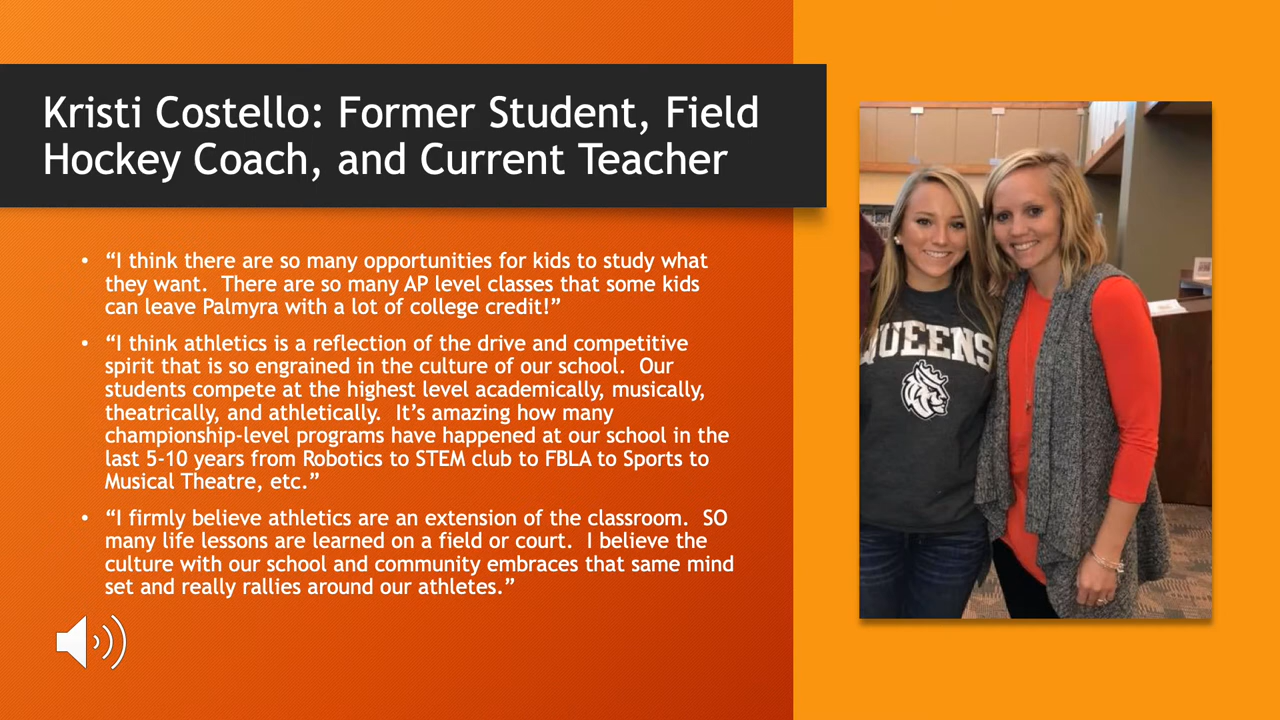 Kristi Costello: Former Student, Field
Hockey Coach, and Current Teacher
• “I think there are so many opportunities for kids to study what
they want.  There are so many AP level classes that some kids
can leave Palmyra with a lot of college credit!”
• “I think athletics is a reflection of the drive and competitive
spirit that is so engrained in the culture of our school.  Our
students compete at the highest level academically, musically,
theatrically, and athletically.  It’s amazing how many
championship-level programs have happened at our school in the
last 5-10 years from Robotics to STEM club to FBLA to Sports to
Musical Theatre, etc.”
• “I firmly believe athletics are an extension of the classroom.  SO
many life lessons are learned on a field or court.  I believe the
culture with our school and community embraces that same mind
set and really rallies around our athletes.”
QUEENS